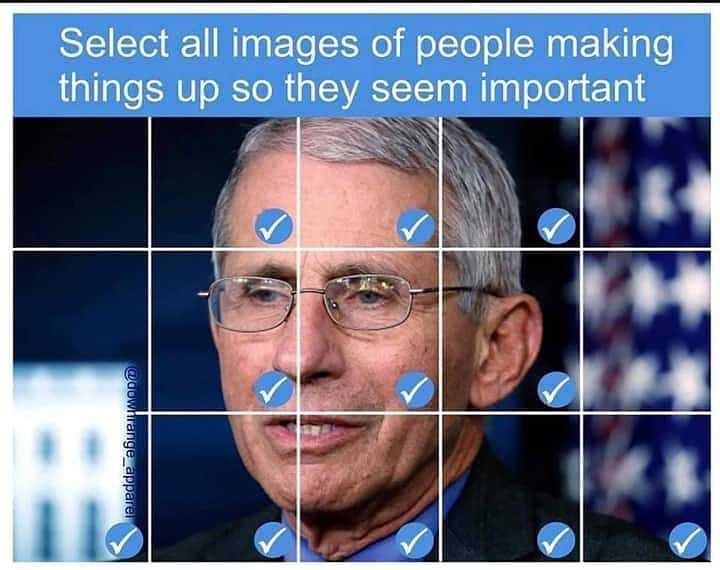 Select all images of people making
things up so they seem important
@downrange_apparel